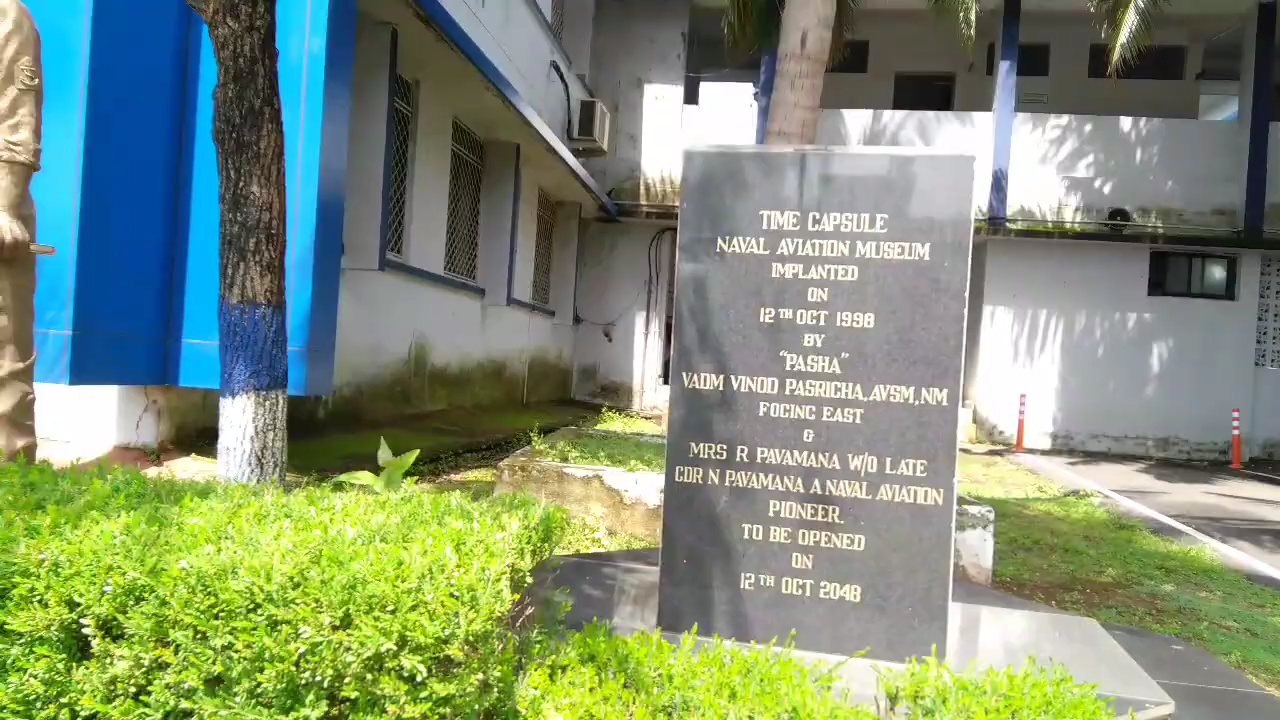 TIME CAPSULE
NAVAL AVIATION MUSEUM
IMPLANTED
ON
12TH OCT 1998
BY
"PASHA"
VADM VINOD PASRICHA, AVSM, NM
FOCINC EAST
&
MRS R PAVAMANA W/O LATE
CDR N PAVAMANA A NAVAL AVIATION
PIONEER.
TO BE OPENED
ON
12TH OCT 2048